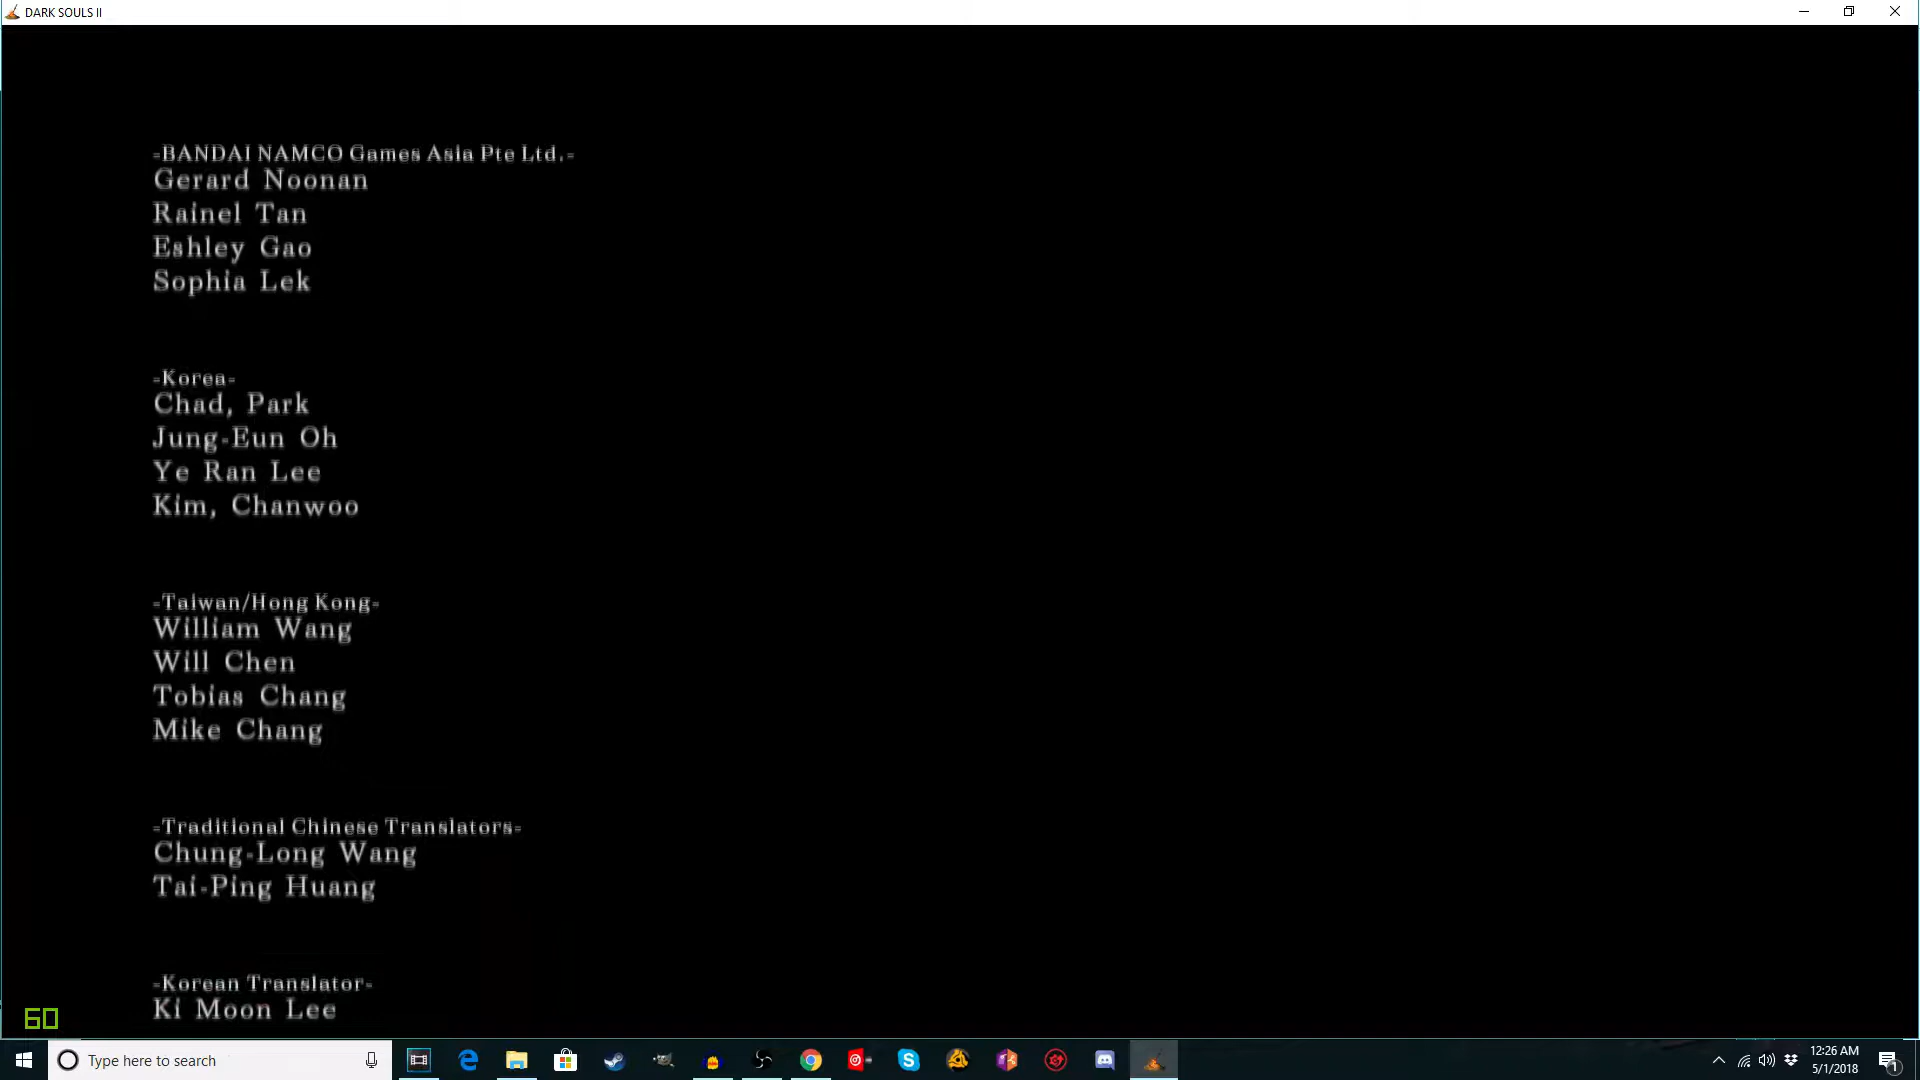 DARK SOULS II
-BANDAI NAMCO Games Asia Pte Ltd.-
Gerard Noonan
Rainel Tan
Eshley Gao
Sophia Lek
-Korea-
Chad, Park
Jung-Eun Oh
Ye Ran Lee
Kim, Chanwoo
-Taiwan/Hong Kong-
William Wang
Will Chen
Tobias Chang
Mike Chang
-Traditional Chinese Translators-
Chung-Long Wang
Tai-Ping Huang
-Korean Translator-
Ki Moon Lee
60
Type here to search
12:26 AM
5/1/2018
1